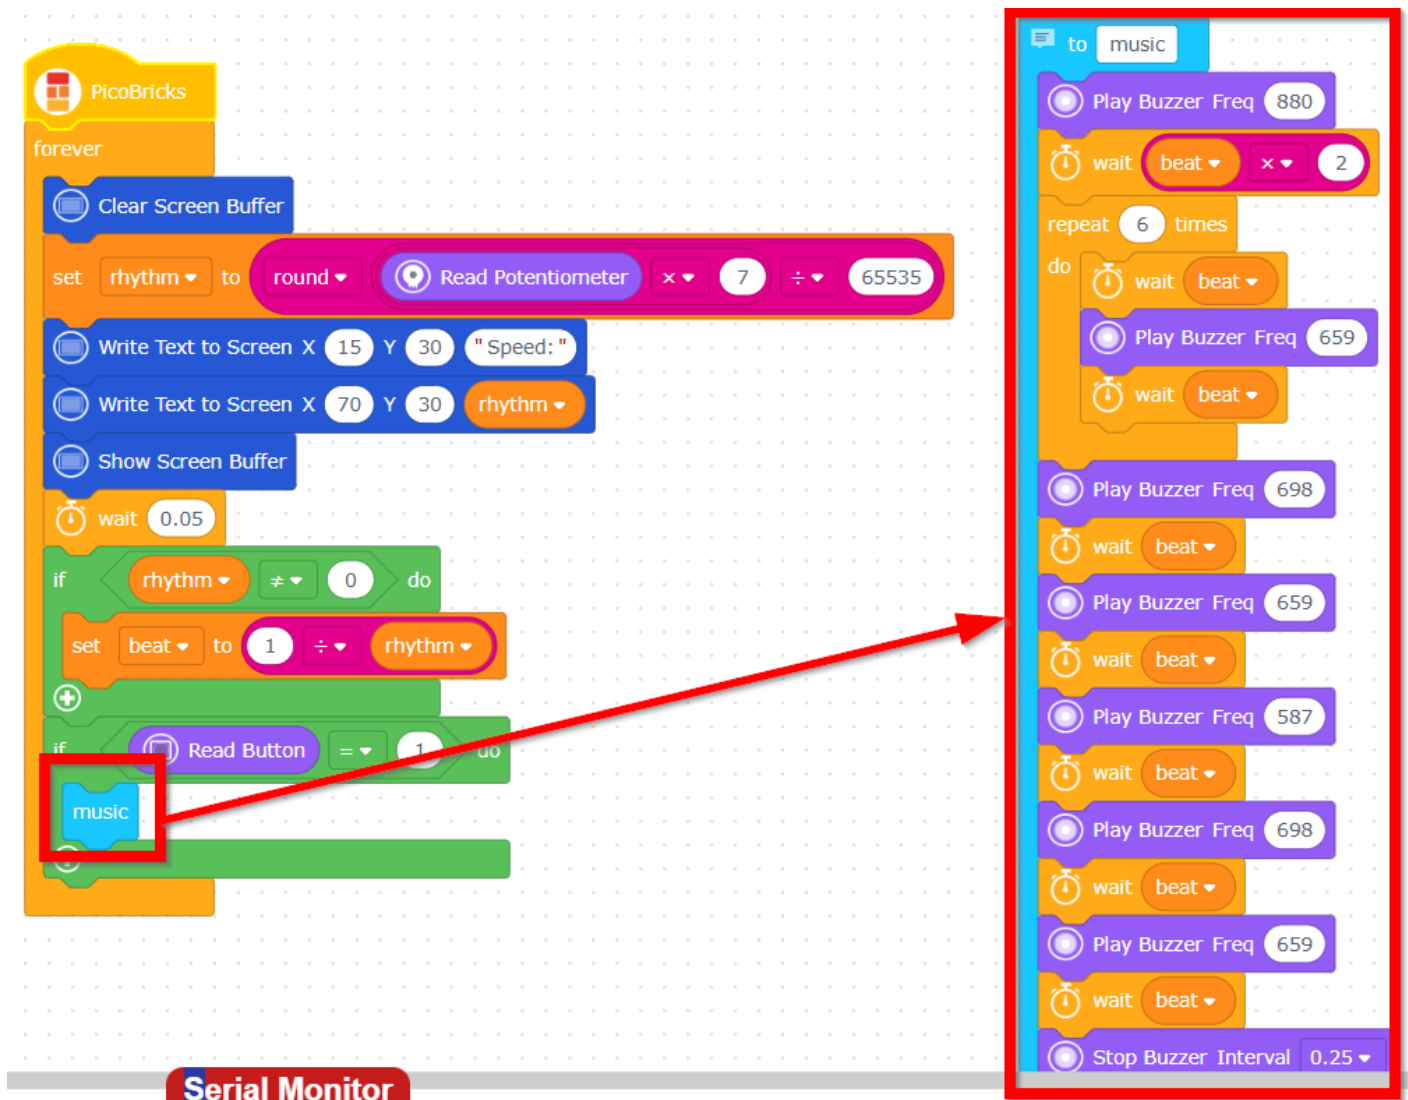 PicoBricks
forever
Clear Screen Buffer
set rhythm to round Read Potentiometer × 7 ÷ 65535
Write Text to Screen X 15 Y 30 "Speed:"
Write Text to Screen X 70 Y 30 rhythm
Show Screen Buffer
wait 0.05
if rhythm ≠ 0 do
set beat to 1 ÷ rhythm
if Read Button = 1 do
music
to music
Play Buzzer Freq 880
wait beat × 2
repeat 6 times
do wait beat
Play Buzzer Freq 659
wait beat
Play Buzzer Freq 698
wait beat
Play Buzzer Freq 659
wait beat
Play Buzzer Freq 587
wait beat
Play Buzzer Freq 698
wait beat
Play Buzzer Freq 659
wait beat
Stop Buzzer Interval 0.25
Serial Monitor